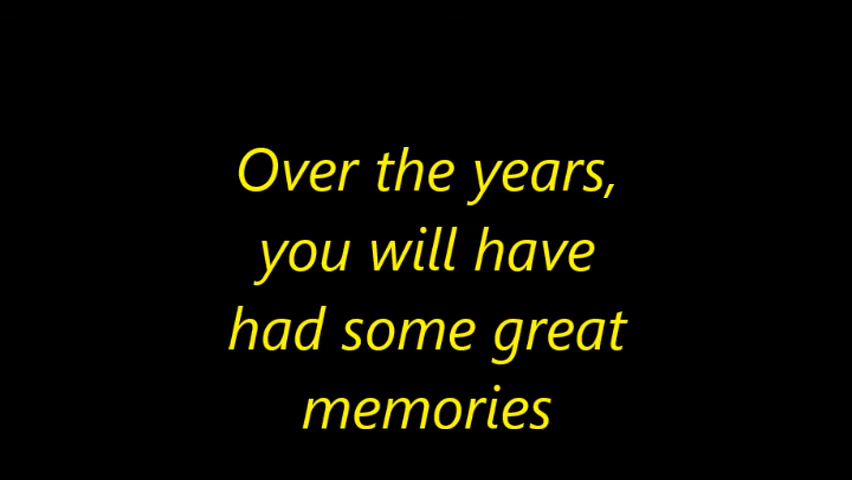 Over the years,
you will have
had some great
memories